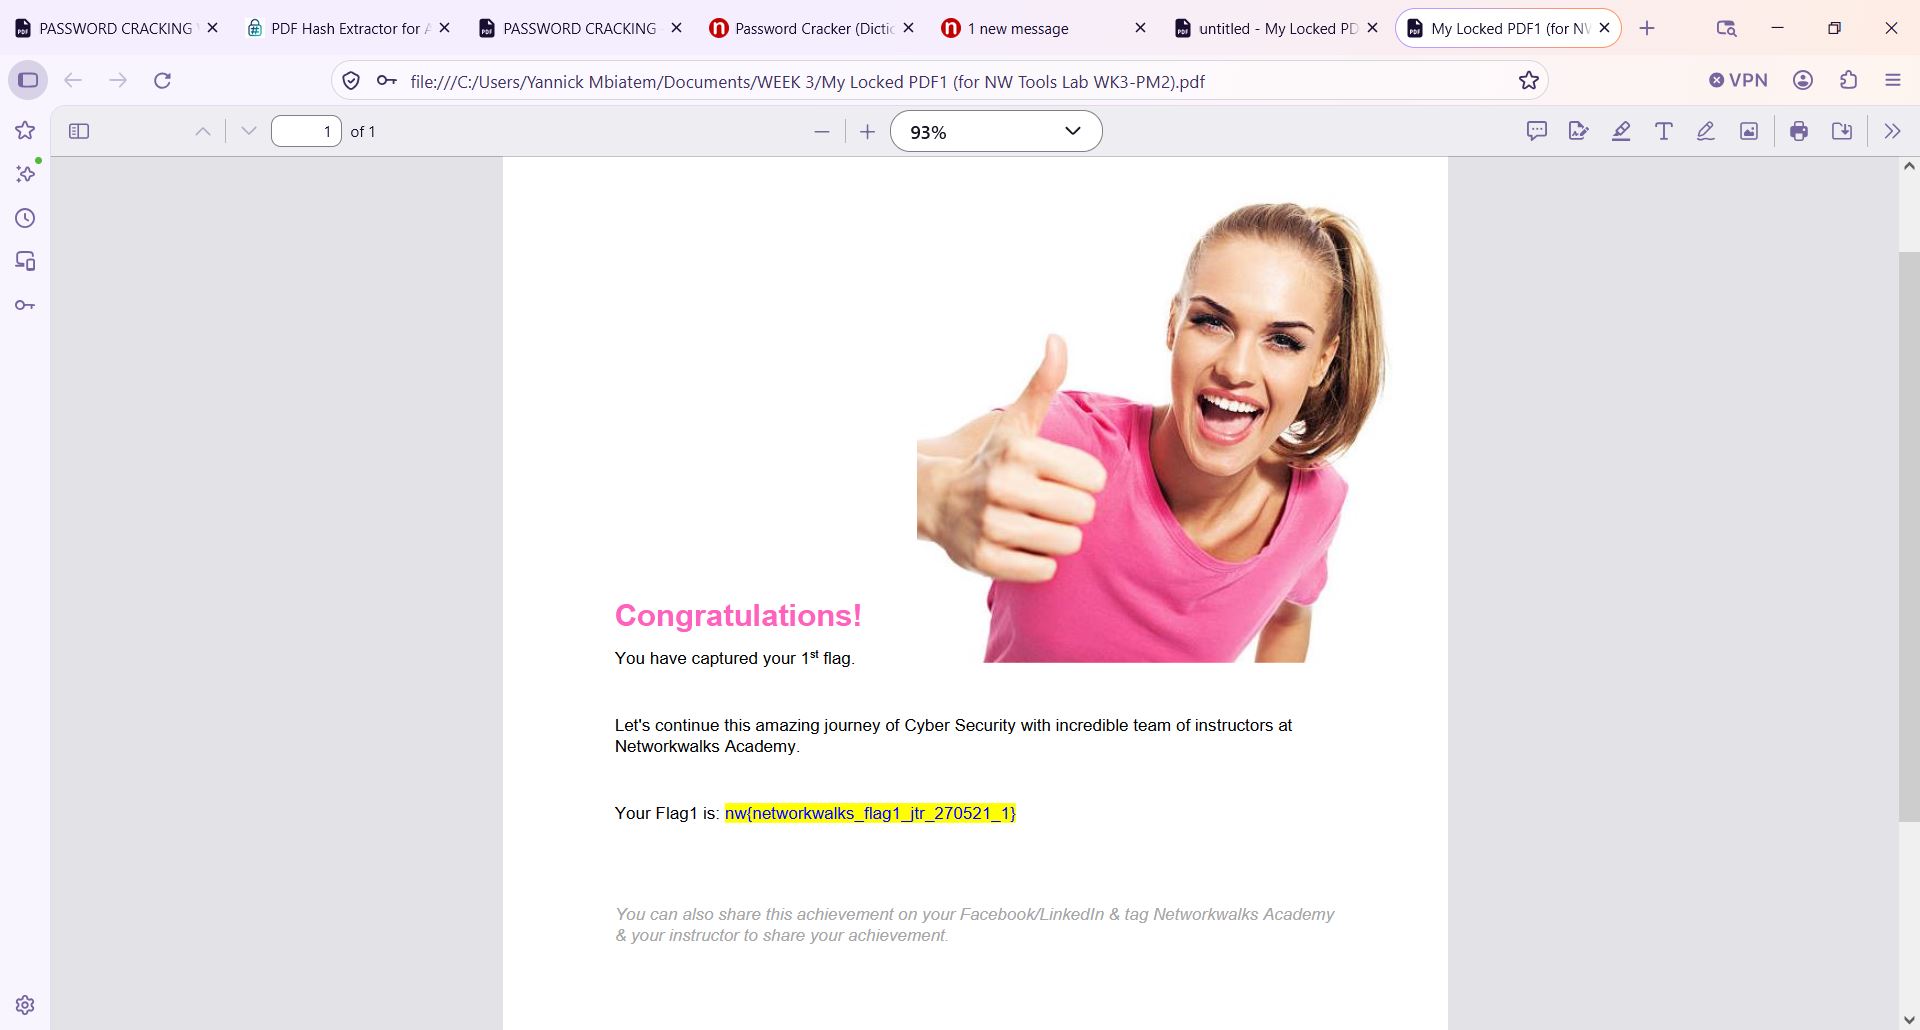 PASSWORD CRACKING
PDF Hash Extractor for
PASSWORD CRACKING
Password Cracker (Dictio
1 new message
untitled - My Locked PD
My Locked PDF1 (for NW
file:///C:/Users/Yannick Mbiatem/Documents/WEEK 3/My Locked PDF1 (for NW Tools Lab WK3-PM2).pdf
VPN
1 of 1
93%
Congratulations!
You have captured your 1st flag.
Let's continue this amazing journey of Cyber Security with incredible team of instructors at
Networkwalks Academy.
Your Flag1 is: nw{networkwalks_flag1_jtr_270521_1}
You can also share this achievement on your Facebook/LinkedIn & tag Networkwalks Academy
& your instructor to share your achievement.